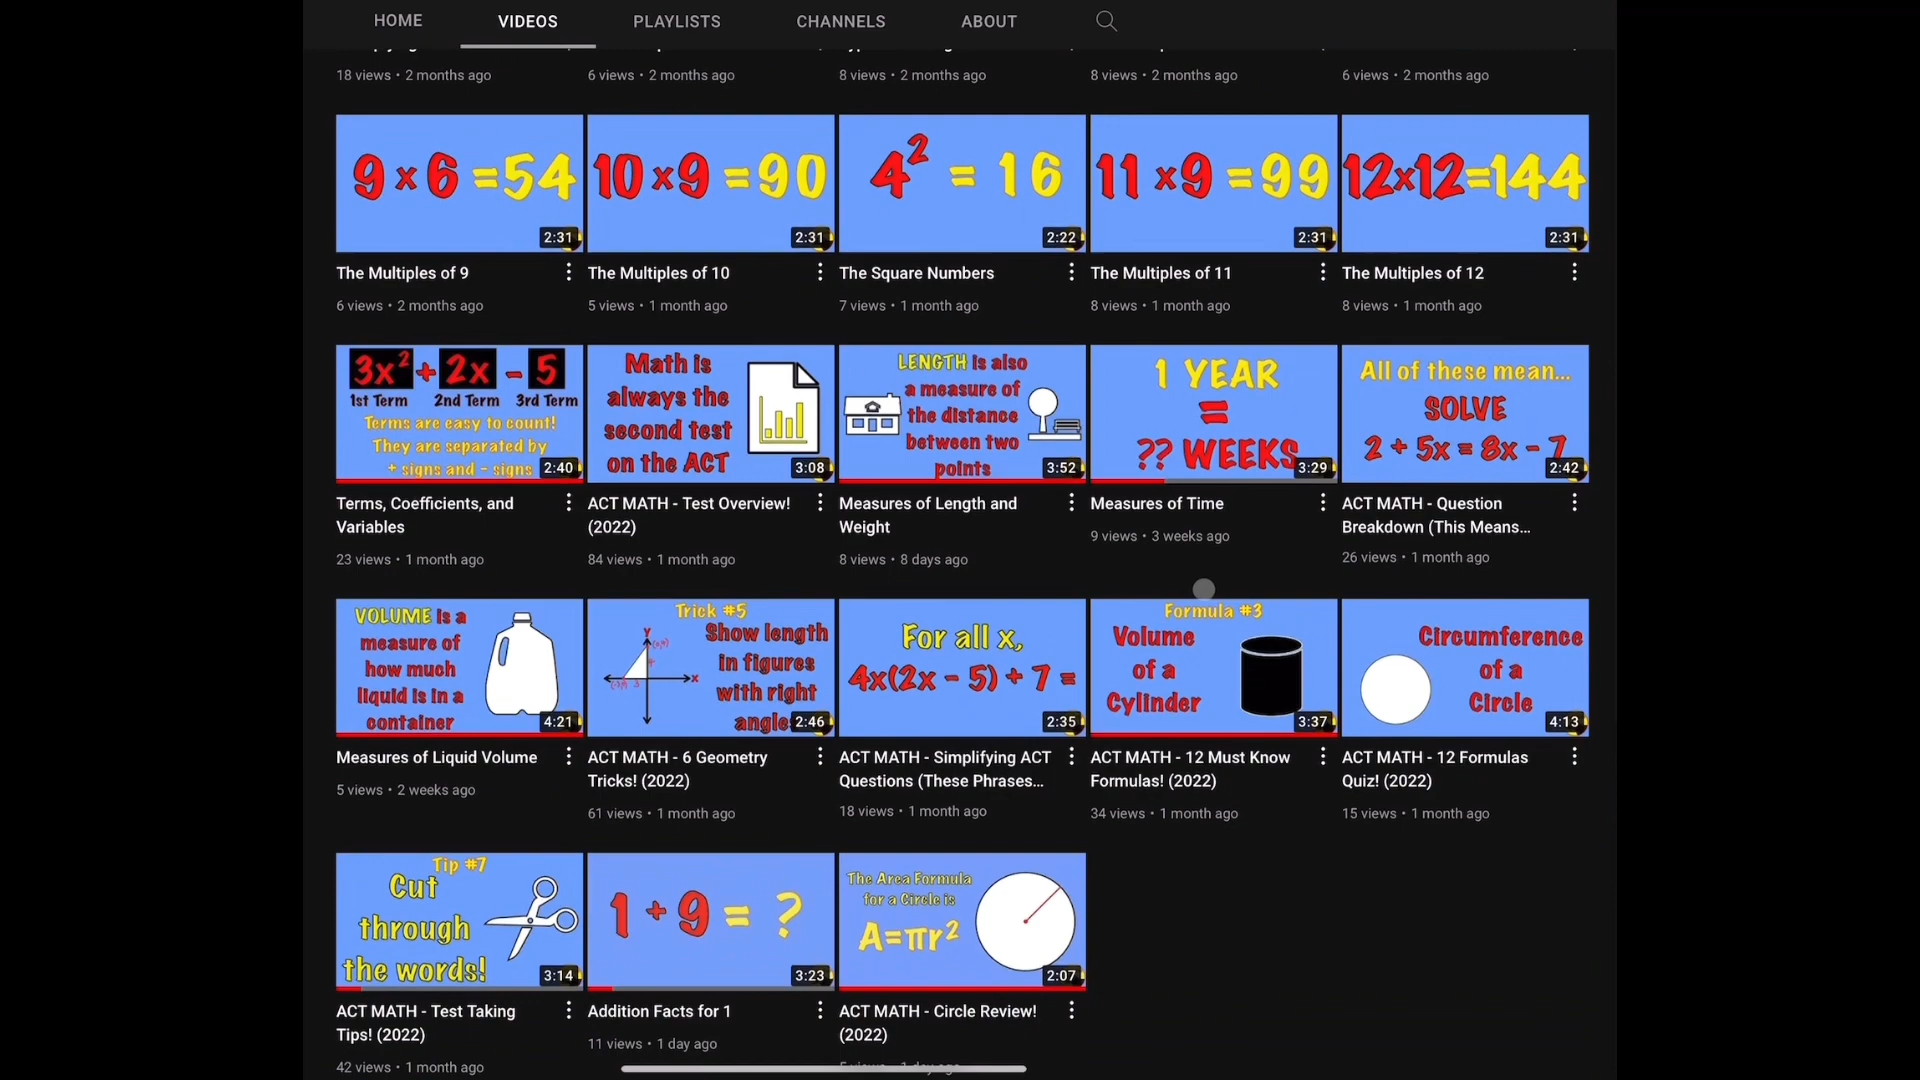 HOME VIDEOS PLAYLISTS CHANNELS ABOUT
18 views • 2 months ago
6 views • 2 months ago
8 views • 2 months ago
8 views • 2 months ago
6 views • 2 months ago
9 × 6 = 54
2:31
The Multiples of 9
6 views • 2 months ago
10 × 9 = 90
2:31
The Multiples of 10
5 views • 1 month ago
4² = 16
2:22
The Square Numbers
7 views • 1 month ago
11 × 9 = 99
2:31
The Multiples of 11
8 views • 1 month ago
12×12=144
2:31
The Multiples of 12
8 views • 1 month ago
3x² + 2x - 5
1st Term 2nd Term 3rd Term
Terms are easy to count!
They are separated by
+ signs and - signs
2:40
Terms, Coefficients, and
Variables
23 views • 1 month ago
Math is
always the
second test
on the ACT
3:08
ACT MATH - Test Overview!
(2022)
84 views • 1 month ago
LENGTH is also
a measure of
the distance
between two
points
3:52
Measures of Length and
Weight
8 views • 8 days ago
1 YEAR
=
?? WEEKS
3:29
Measures of Time
9 views • 3 weeks ago
All of these mean...
SOLVE
2 + 5x = 8x - 7
2:42
ACT MATH - Question
Breakdown (This Means...
26 views • 1 month ago
VOLUME is a
measure of
how much
liquid is in a
container
4:21
Measures of Liquid Volume
5 views • 2 weeks ago
Trick #5
Show length
in figures
with right
angles
y
x
3
2:46
ACT MATH - 6 Geometry
Tricks! (2022)
61 views • 1 month ago
For all x,
4x(2x - 5) + 7 =
2:35
ACT MATH - Simplifying ACT
Questions (These Phrases...
18 views • 1 month ago
Formula #3
Volume
of a
Cylinder
3:37
ACT MATH - 12 Must Know
Formulas! (2022)
34 views • 1 month ago
Circumference
of a
Circle
4:13
ACT MATH - 12 Formulas
Quiz! (2022)
15 views • 1 month ago
Tip #7
Cut
through
the words!
3:14
ACT MATH - Test Taking
Tips! (2022)
42 views • 1 month ago
1 + 9 = ?
3:23
Addition Facts for 1
11 views • 1 day ago
The Area Formula
for a Circle is
A=πr²
2:07
ACT MATH - Circle Review!
(2022)